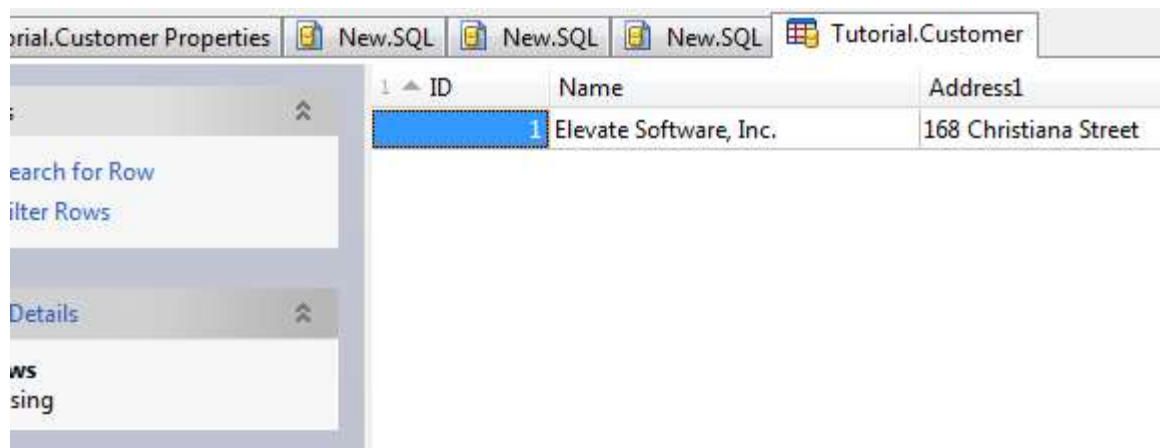 orial.Customer Properties New.SQL New.SQL New.SQL Tutorial.Customer
1 ID Name Address1
1 Elevate Software, Inc. 168 Christiana Street
s
earch for Row
ilter Rows
Details
ws
sing